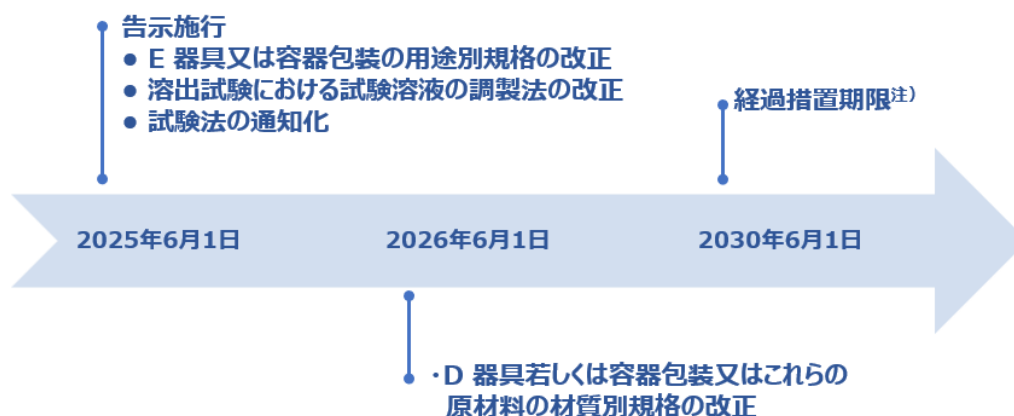 告示施行
● E 器具又は容器包装の用途別規格の改正
● 溶出試験における試験溶液の調製法の改正
● 試験法の通知化
経過措置期限注）
2025年6月1日
2026年6月1日
2030年6月1日
・D 器具若しくは容器包装又はこれらの
原材料の材質別規格の改正